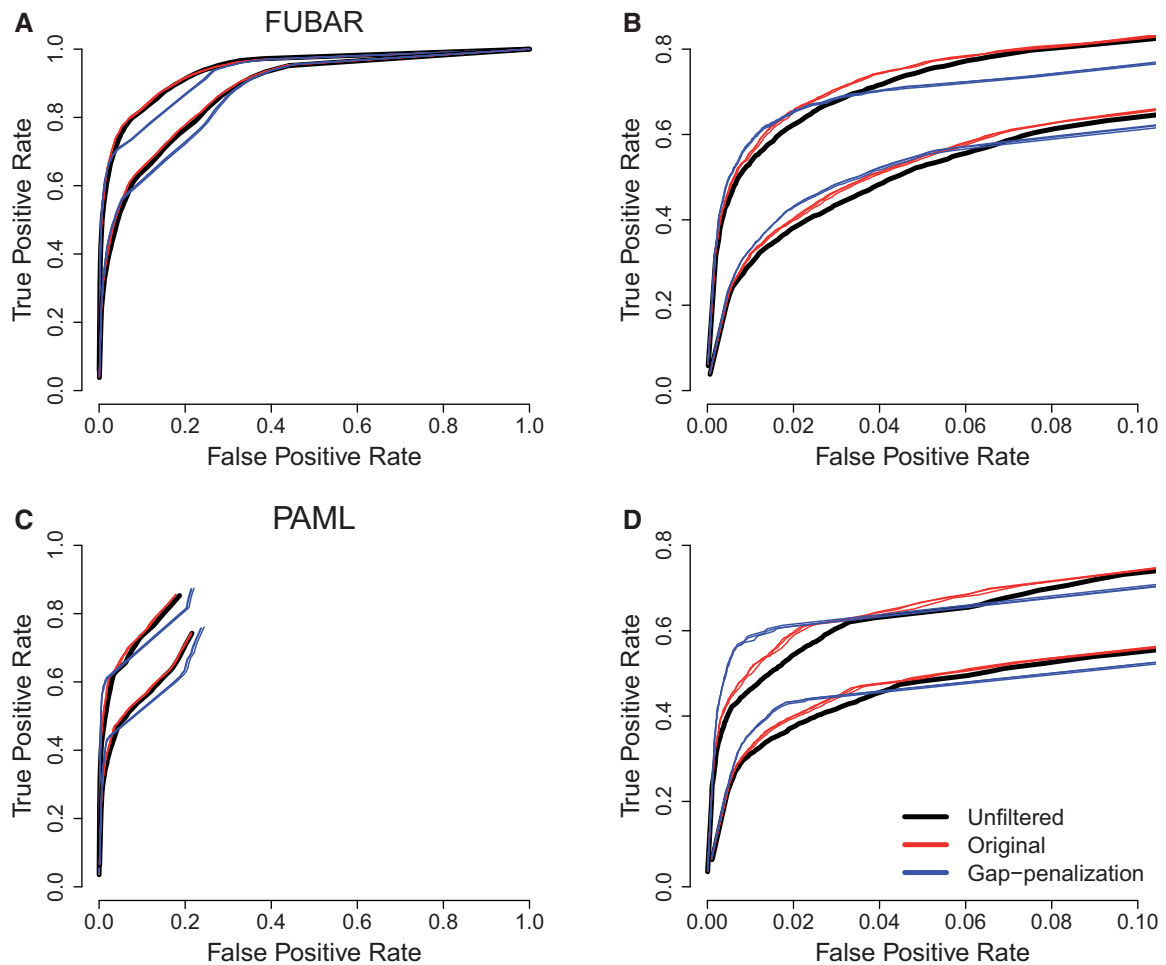 A
FUBAR
True Positive Rate
0.0 0.2 0.4 0.6 0.8 1.0
0.0 0.2 0.4 0.6 0.8 1.0
False Positive Rate
B
True Positive Rate
0.0 0.2 0.4 0.6 0.8
0.00 0.02 0.04 0.06 0.08 0.10
False Positive Rate
C
PAML
True Positive Rate
0.0 0.2 0.4 0.6 0.8 1.0
0.0 0.2 0.4 0.6 0.8 1.0
False Positive Rate
D
True Positive Rate
0.0 0.2 0.4 0.6 0.8
Unfiltered
Original
Gap−penalization
0.00 0.02 0.04 0.06 0.08 0.10
False Positive Rate